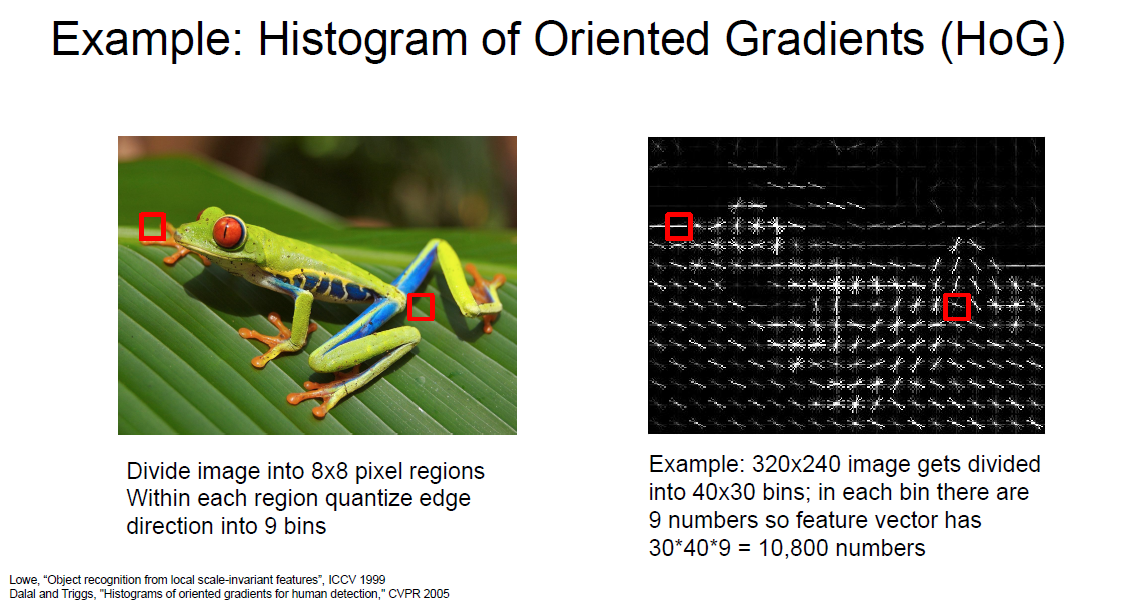 Example: Histogram of Oriented Gradients (HoG)
Divide image into 8x8 pixel regions
Within each region quantize edge
direction into 9 bins
Example: 320x240 image gets divided
into 40x30 bins; in each bin there are
9 numbers so feature vector has
30*40*9 = 10,800 numbers
Lowe, “Object recognition from local scale-invariant features”, ICCV 1999
Dalal and Triggs, "Histograms of oriented gradients for human detection," CVPR 2005